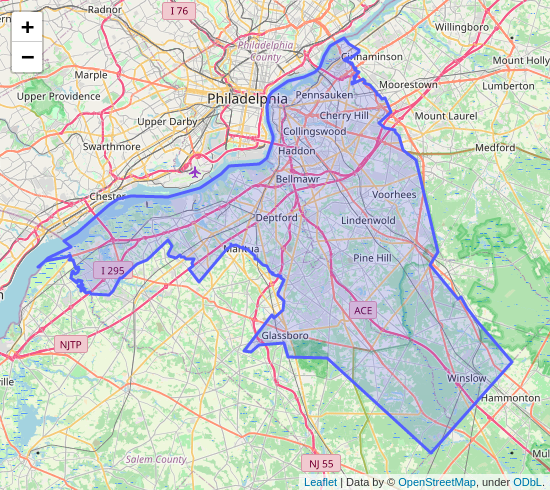 +
−
Radnor
I 76
Willingboro
Philadelphia
County
Cinnaminson
Mount Holly
Marple
Moorestown
Lumberton
Upper Providence
Philadelphia
Pennsauken
Upper Darby
Cherry Hill
Mount Laurel
Collingswood
Swarthmore
Haddon
Medford
Bellmawr
Chester
Voorhees
Deptford
Lindenwold
Mantua
Pine Hill
I 295
ACE
Glassboro
NJTP
Winslow
Hammonton
Salem County
NJ 55
Leaflet | Data by © OpenStreetMap, under ODbL.